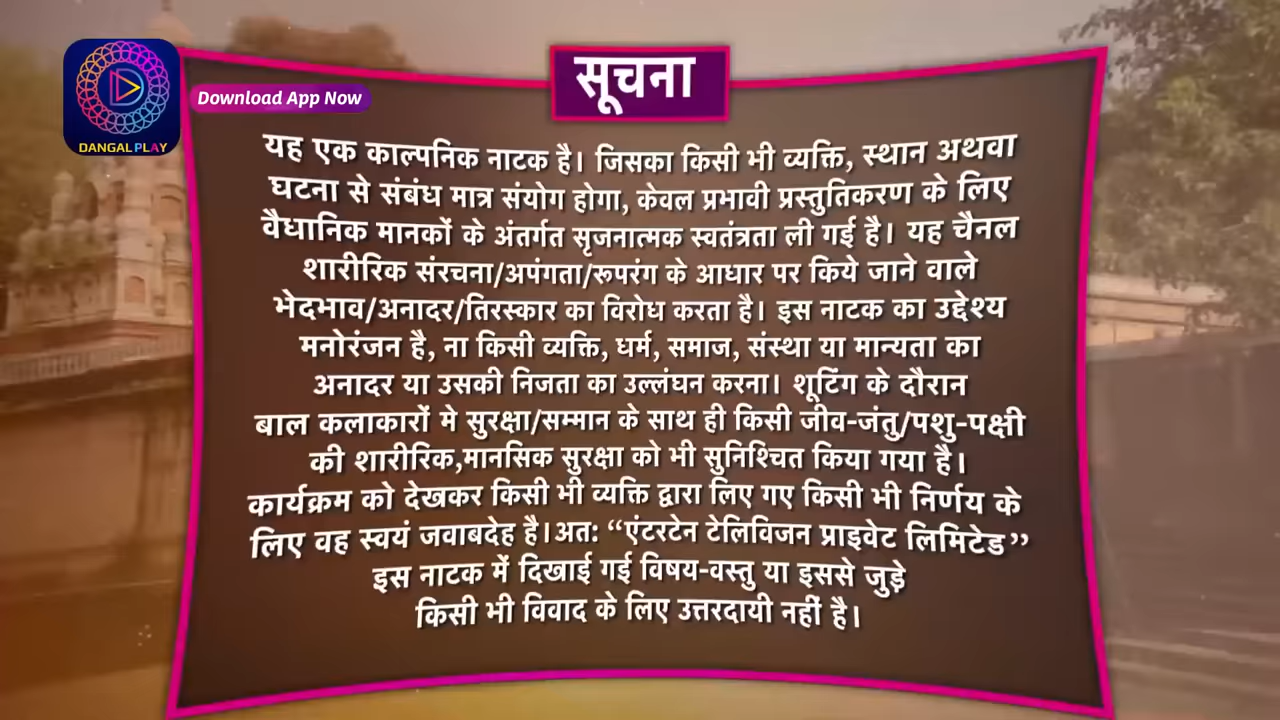 सूचना
Download App Now
DANGAL PLAY
यह एक काल्पनिक नाटक है। जिसका किसी भी व्यक्ति, स्थान अथवा
घटना से संबंध मात्र संयोग होगा, केवल प्रभावी प्रस्तुतिकरण के लिए
वैधानिक मानकों के अंतर्गत सृजनात्मक स्वतंत्रता ली गई है। यह चैनल
शारीरिक संरचना/अपंगता/रूपरंग के आधार पर किये जाने वाले
भेदभाव/अनादर/तिरस्कार का विरोध करता है। इस नाटक का उद्देश्य
मनोरंजन है, ना किसी व्यक्ति, धर्म, समाज, संस्था या मान्यता का
अनादर या उसकी निजता का उल्लंघन करना। शूटिंग के दौरान
बाल कलाकारों मे सुरक्षा/सम्मान के साथ ही किसी जीव-जंतु/पशु-पक्षी
की शारीरिक,मानसिक सुरक्षा को भी सुनिश्चित किया गया है।
कार्यक्रम को देखकर किसी भी व्यक्ति द्वारा लिए गए किसी भी निर्णय के
लिए वह स्वयं जवाबदेह है।अत: “एंटरटेन टेलिविजन प्राइवेट लिमिटेड”
इस नाटक में दिखाई गई विषय-वस्तु या इससे जुड़े
किसी भी विवाद के लिए उत्तरदायी नहीं है।